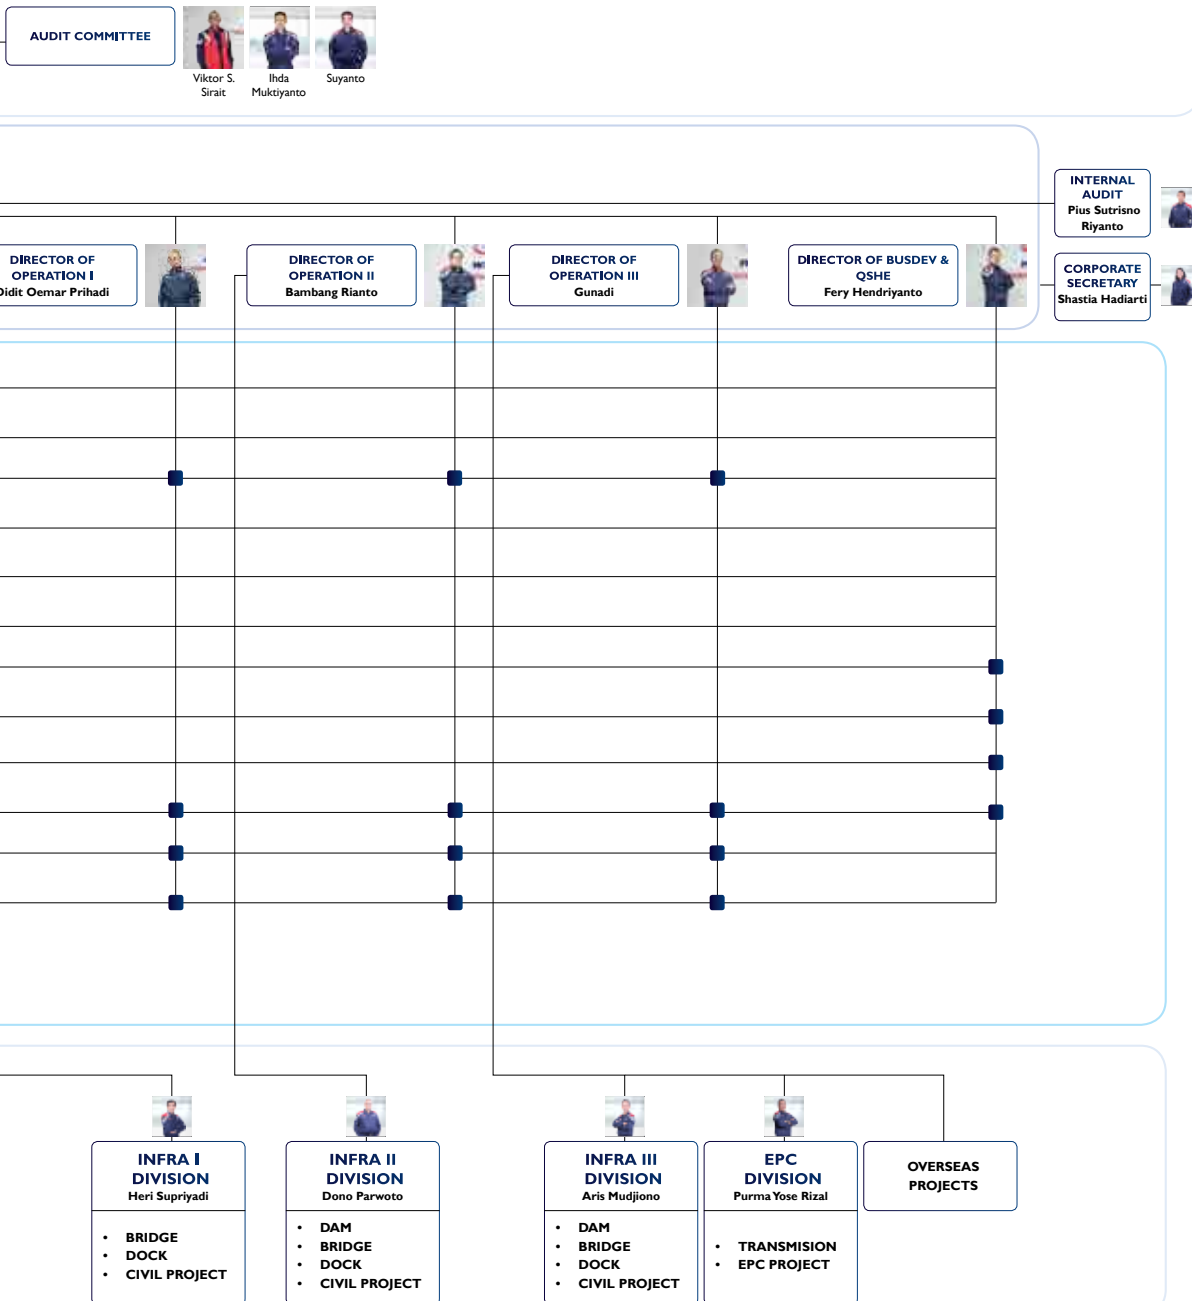 AUDIT COMMITTEE
Viktor S.
Sirait
Ihda
Muktiyanto
Suyanto
INTERNAL
AUDIT
Pius Sutrisno
Riyanto
DIRECTOR OF
OPERATION I
Didit Oemar Prihadi
DIRECTOR OF
OPERATION II
Bambang Rianto
DIRECTOR OF
OPERATION III
Gunadi
DIRECTOR OF BUSDEV &
QSHE
Fery Hendriyanto
CORPORATE
SECRETARY
Shastia Hadiarti
INFRA I
DIVISION
Heri Supriyadi
• BRIDGE
• DOCK
• CIVIL PROJECT
INFRA II
DIVISION
Dono Parwoto
• DAM
• BRIDGE
• DOCK
• CIVIL PROJECT
INFRA III
DIVISION
Aris Mudjiono
• DAM
• BRIDGE
• DOCK
• CIVIL PROJECT
EPC
DIVISION
Purma Yose Rizal
• TRANSMISION
• EPC PROJECT
OVERSEAS
PROJECTS